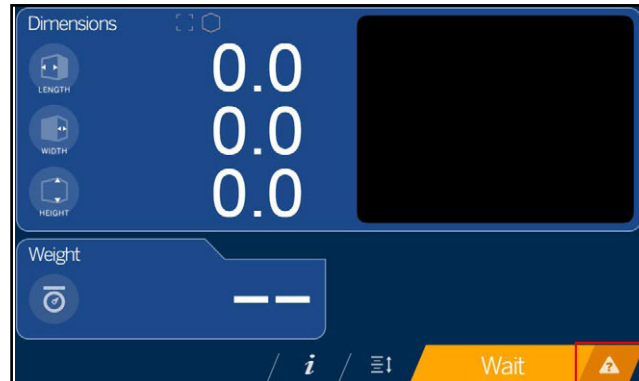 Dimensions
LENGTH
0.0
WIDTH
0.0
HEIGHT
0.0
Weight
--
i
Wait
?